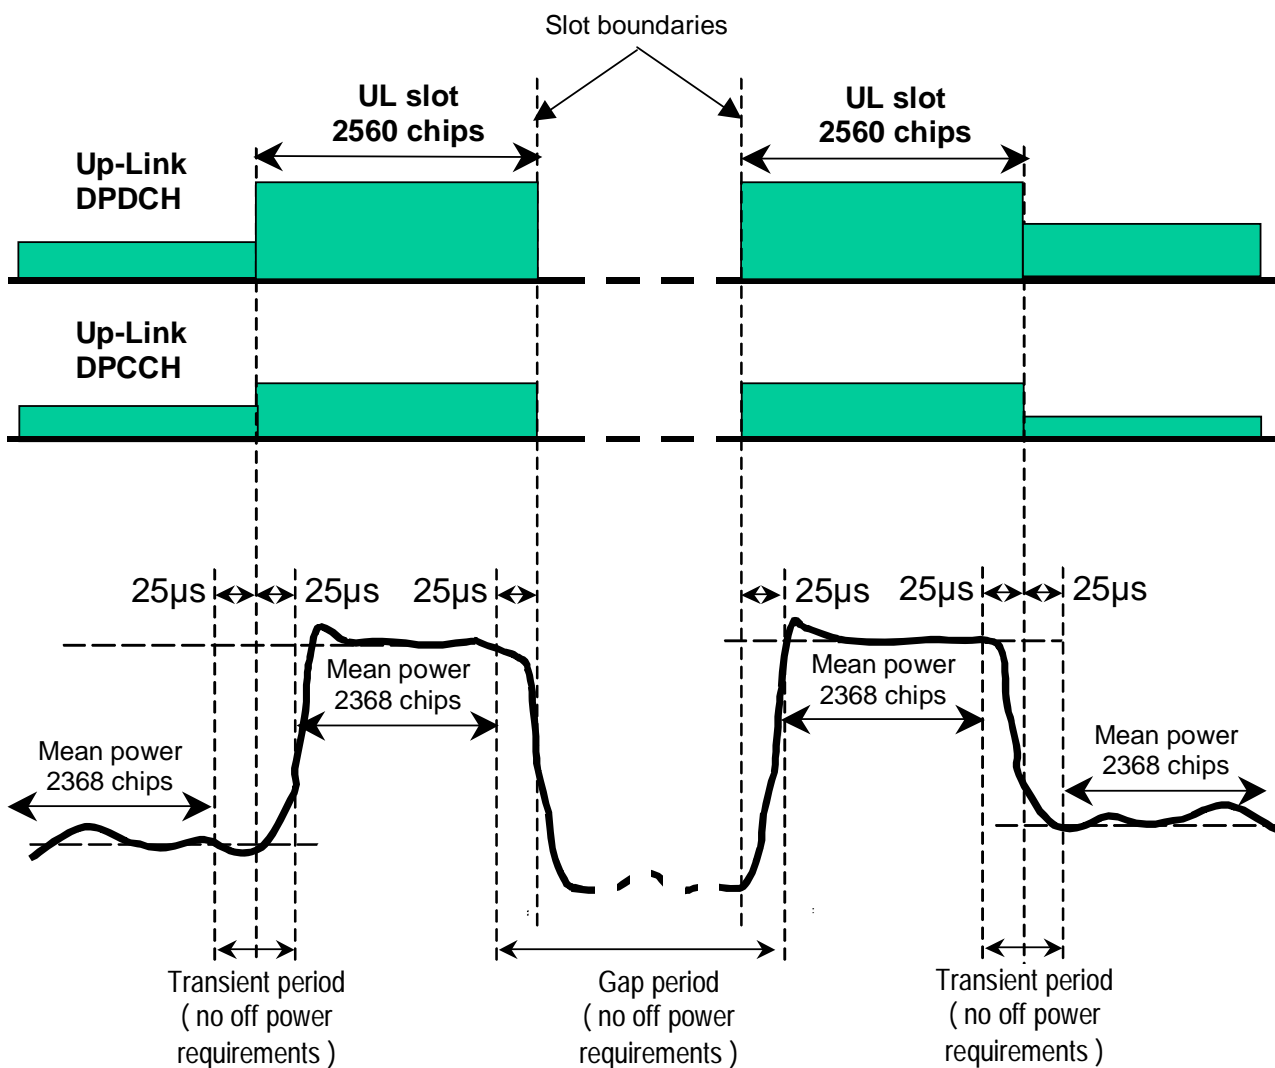 Slot boundaries
UL slot
2560 chips
UL slot
2560 chips
Up-Link
DPDCH
Up-Link
DPCCH
25µs
25µs
25µs
25µs
25µs
25µs
Mean power
2368 chips
Mean power
2368 chips
Mean power
2368 chips
Mean power
2368 chips
Transient period
( no off power
requirements )
Gap period
( no off power
requirements )
Transient period
( no off power
requirements )